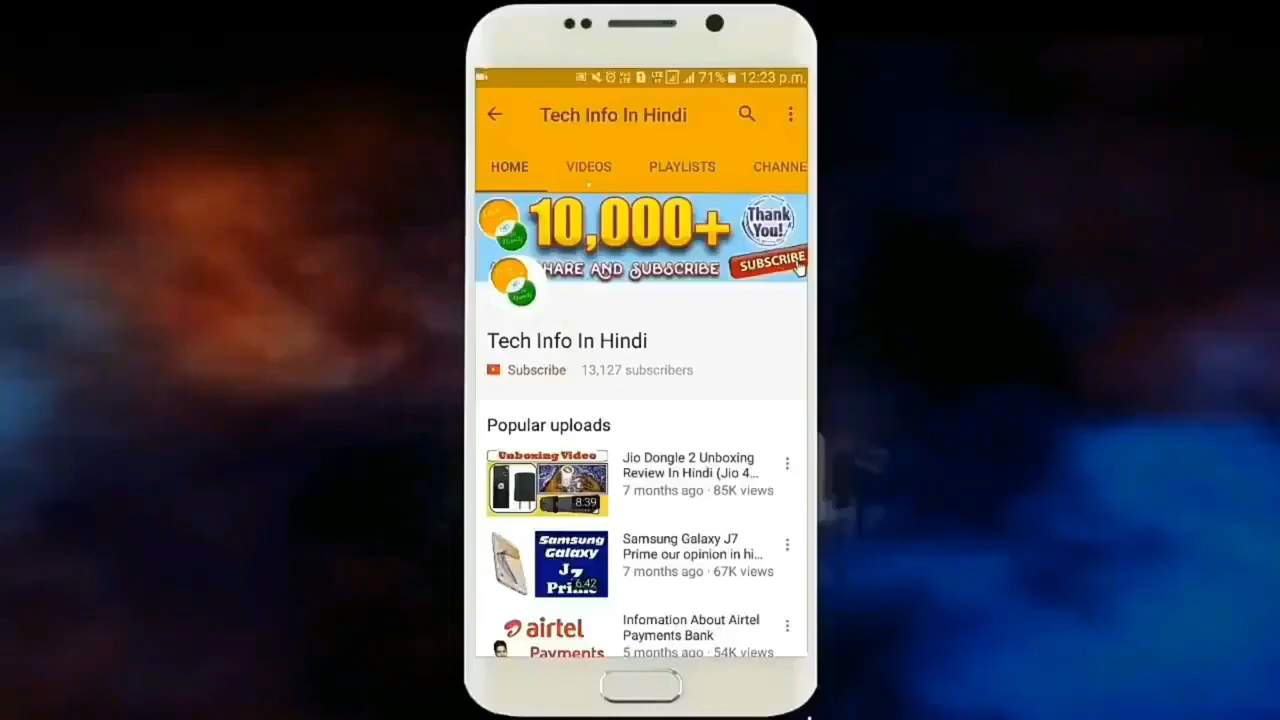 71% 12:23 p.m.
Tech Info In Hindi
HOME VIDEOS PLAYLISTS CHANNE
10,000+
Thank You!
HARE AND SUBSCRIBE
SUBSCRIBE
Tech Info In Hindi
Subscribe 13,127 subscribers
Popular uploads
Unboxing Video
8:39
Jio Dongle 2 Unboxing
Review In Hindi (Jio 4...
7 months ago · 85K views
Samsung
Galaxy
J7
Prime
6:42
Samsung Galaxy J7
Prime our opinion in hi...
7 months ago · 67K views
airtel
Payments
Infomation About Airtel
Payments Bank
5 months ago · 54K views